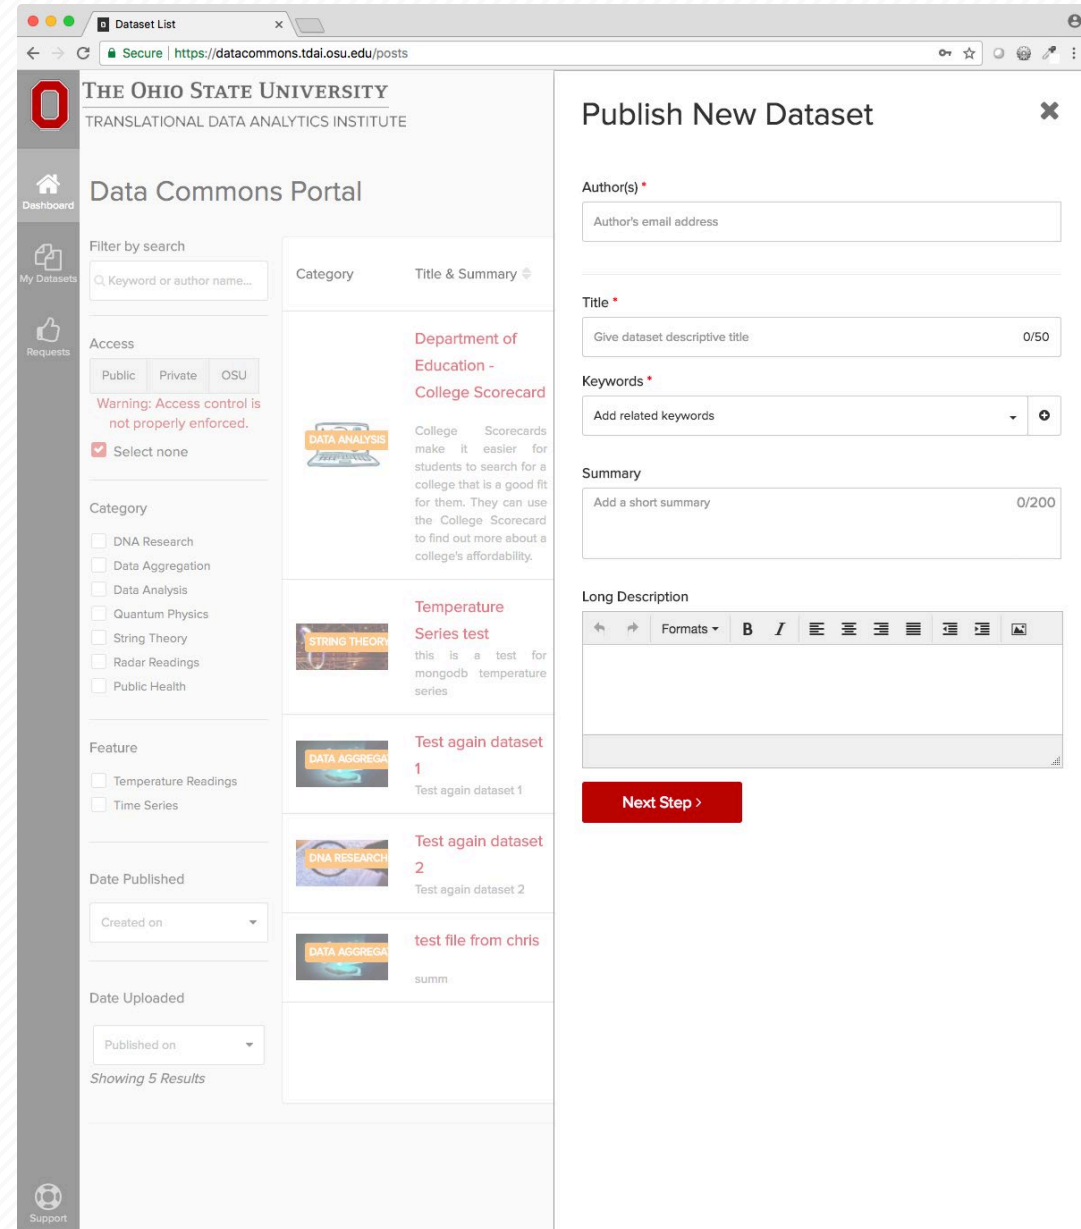 Dataset List
Secure | https://datacommons.tdai.osu.edu/posts
THE OHIO STATE UNIVERSITY
TRANSLATIONAL DATA ANALYTICS INSTITUTE
Dashboard
My Datasets
Requests
Support
Data Commons Portal
Filter by search
Keyword or author name...
Access
Public Private OSU
Warning: Access control is
not properly enforced.
Select none
Category
DNA Research
Data Aggregation
Data Analysis
Quantum Physics
String Theory
Radar Readings
Public Health
Feature
Temperature Readings
Time Series
Date Published
Created on
Date Uploaded
Published on
Showing 5 Results
Category Title & Summary
DATA ANALYSIS
Department of
Education -
College Scorecard
College Scorecards
make it easier for
students to search for a
college that is a good fit
for them. They can use
the College Scorecard
to find out more about a
college's affordability.
STRING THEORY
Temperature
Series test
this is a test for
mongodb temperature
series
DATA AGGREGA
Test again dataset
1
Test again dataset 1
DNA RESEARCH
Test again dataset
2
Test again dataset 2
DATA AGGREGA
test file from chris
summ
Publish New Dataset
Author(s) *
Author's email address
Title *
Give dataset descriptive title 0/50
Keywords *
Add related keywords
Summary
Add a short summary 0/200
Long Description
Formats B I
Next Step >